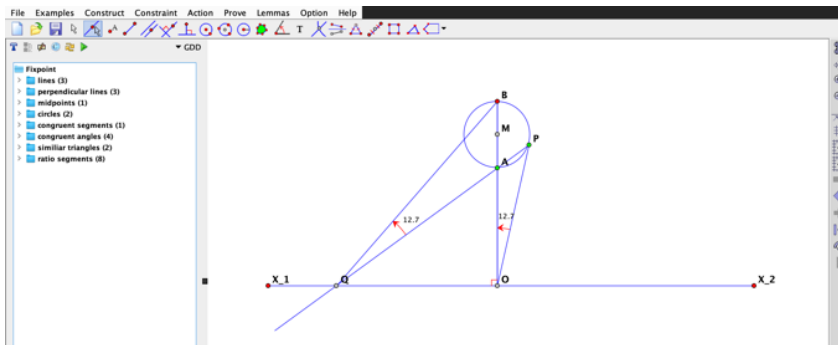 File Examples Construct Constraint Action Prove Lemmas Option Help
T
GDD
Fixpoint
lines (3)
perpendicular lines (3)
midpoints (1)
circles (2)
congruent segments (1)
congruent angles (4)
similiar triangles (2)
ratio segments (8)
B
M
P
A
12.7
12.7
X_1
Q
O
X_2